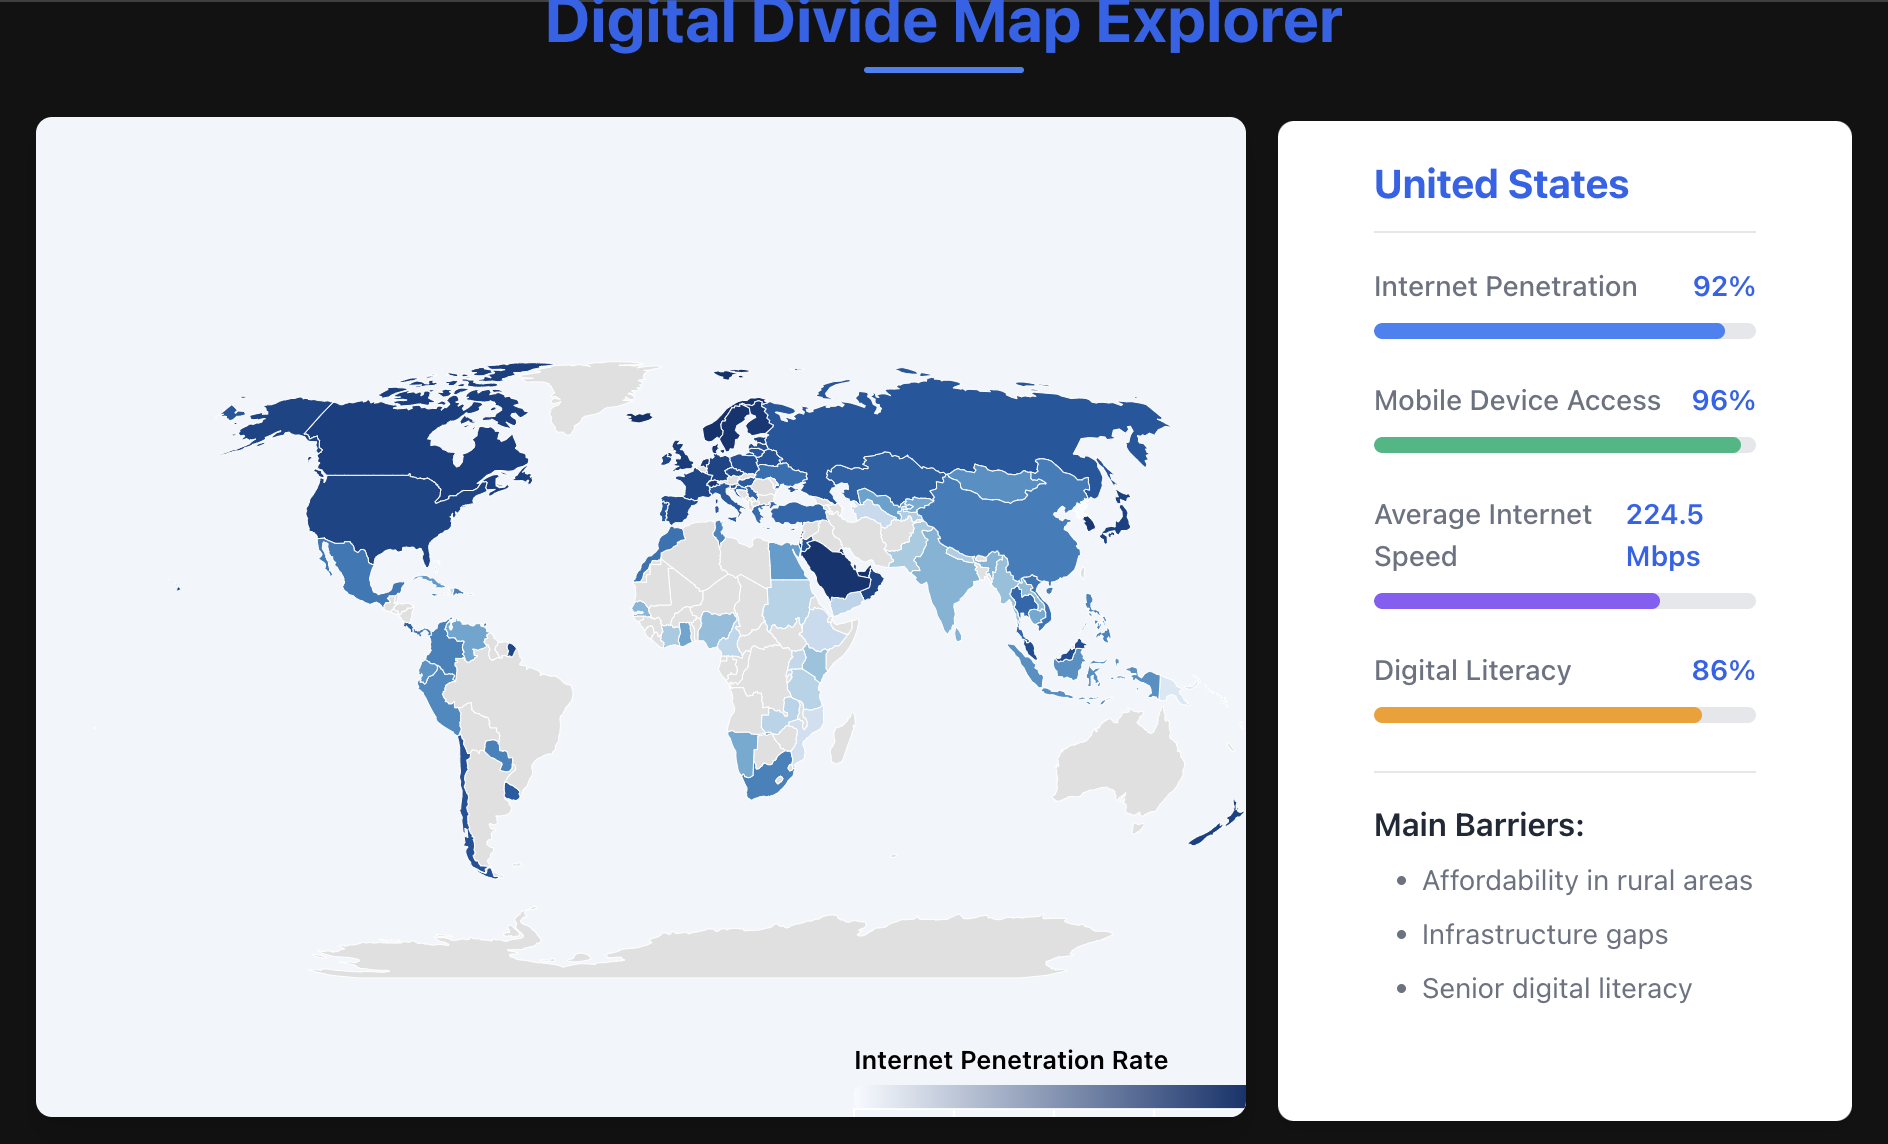 Digital Divide Map Explorer
United States
Internet Penetration 92%
Mobile Device Access 96%
Average Internet 224.5
Speed Mbps
Digital Literacy 86%
Main Barriers:
• Affordability in rural areas
• Infrastructure gaps
• Senior digital literacy
Internet Penetration Rate